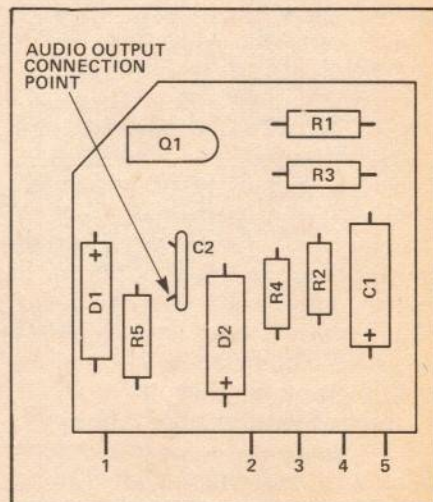 AUDIO OUTPUT
CONNECTION
POINT
Q1
R1
R3
C2
D1
+
R5
D2
+
R4
R2
C1
+
1
2
3
4
5